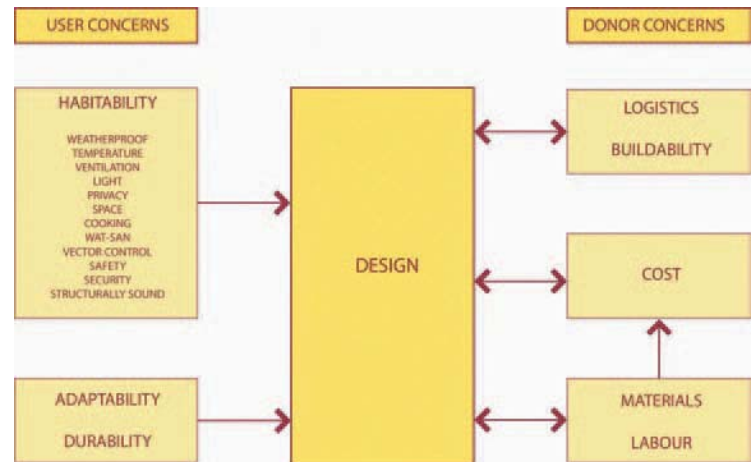 USER CONCERNS
DONOR CONCERNS
HABITABILITY
WEATHERPROOF
TEMPERATURE
VENTILATION
LIGHT
PRIVACY
SPACE
COOKING
WAT-SAN
VECTOR CONTROL
SAFETY
SECURITY
STRUCTURALLY SOUND
ADAPTABILITY
DURABILITY
DESIGN
LOGISTICS
BUILDABILITY
COST
MATERIALS
LABOUR